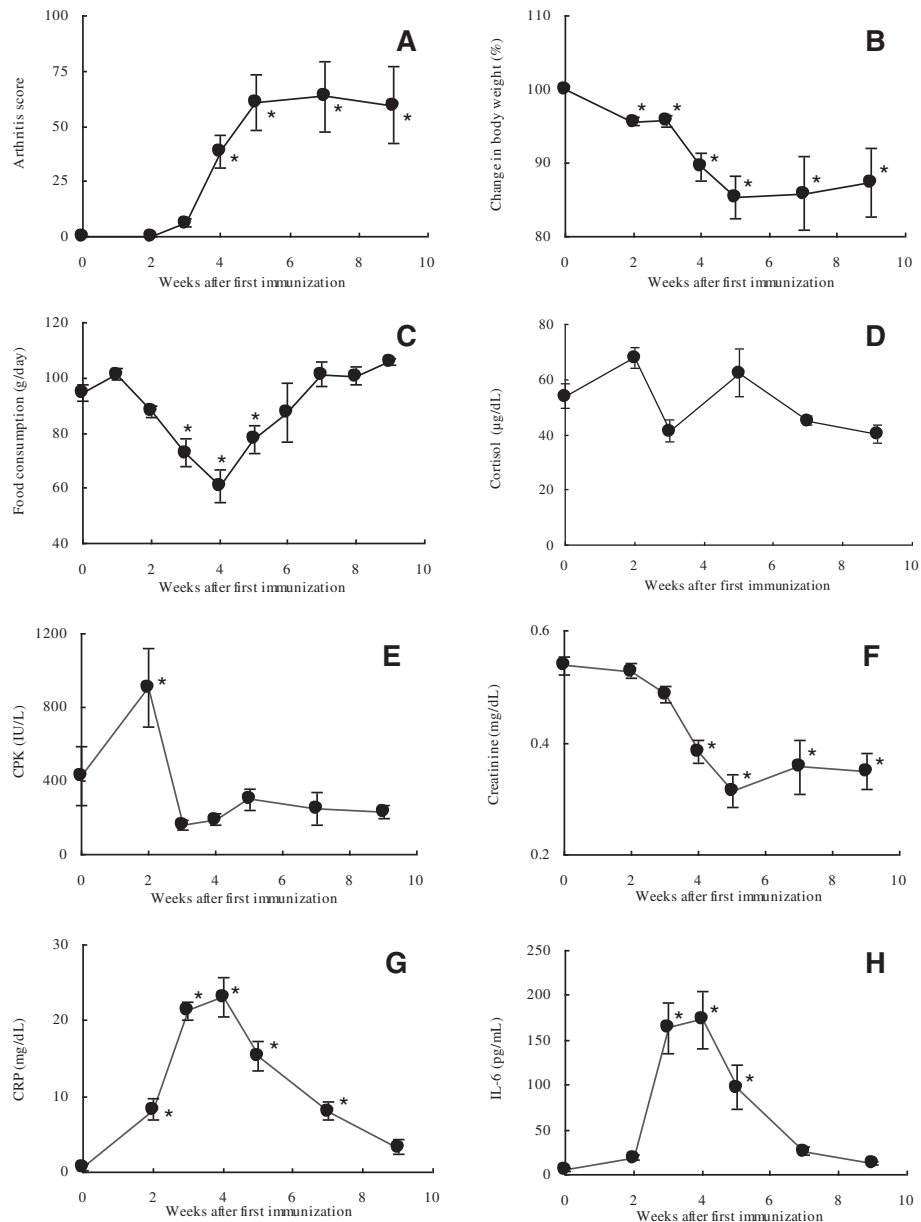 A
Arthritis score
100
75
50
25
0
* * * *
0 2 4 6 8 10
Weeks after first immunization
B
Change in body weight (%)
110
100
90
80
* * * * * *
0 2 4 6 8 10
Weeks after first immunization
C
Food consumption (g/day)
120
100
80
60
40
* * *
0 2 4 6 8 10
Weeks after first immunization
D
Cortisol (µg/dL)
80
60
40
20
0
0 2 4 6 8 10
Weeks after first immunization
E
CPK (IU/L)
1200
800
400
0
*
0 2 4 6 8 10
Weeks after first immunization
F
Creatinine (mg/dL)
0.6
0.4
0.2
* * * *
0 2 4 6 8 10
Weeks after first immunization
G
CRP (mg/dL)
30
20
10
0
* * * * *
0 2 4 6 8 10
Weeks after first immunization
H
IL-6 (pg/mL)
250
200
150
100
50
0
* * *
0 2 4 6 8 10
Weeks after first immunization